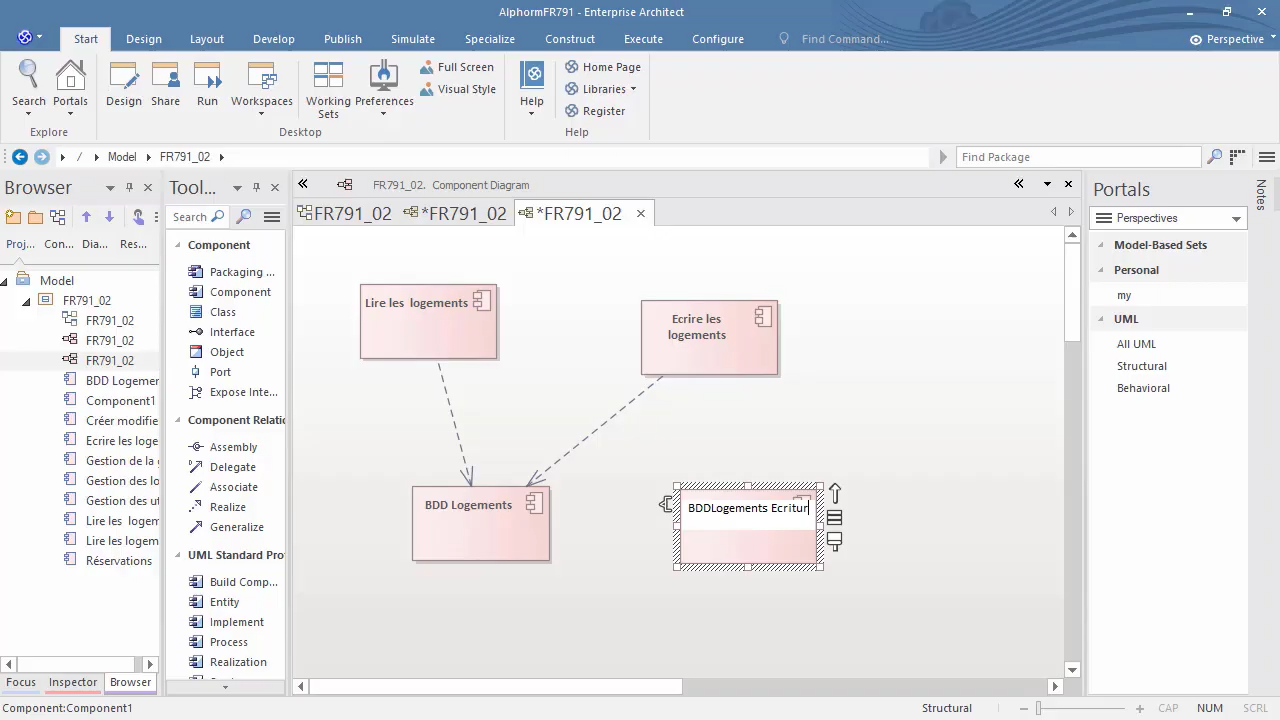 AlphormFR791 - Enterprise Architect
Start Design Layout Develop Publish Simulate Specialize Construct Execute Configure Find Command... Perspective
Search Portals Design Share Run Workspaces Working Sets Preferences Full Screen Visual Style Help Home Page Libraries Register
Explore Desktop Help
/ Model FR791_02 Find Package
Browser
Proj... Con... Dia... Res...
Model
FR791_02
FR791_02
FR791_02
FR791_02
BDD Logemer
Component1
Créer modifie
Ecrire les loge
Gestion de la g
Gestion des lo
Gestion des ut
Lire les logem
Lire les logem
Réservations
Focus Inspector Browser
Tool...
Search
Component
Packaging ...
Component
Class
Interface
Object
Port
Expose Inte...
Component Relati
Assembly
Delegate
Associate
Realize
Generalize
UML Standard Pro
Build Comp...
Entity
Implement
Process
Realization
FR791_02. Component Diagram
FR791_02 *FR791_02 *FR791_02
Lire les logements
Ecrire les
logements
BDD Logements
BDDLogements Ecritur
Portals
Perspectives
Model-Based Sets
Personal
my
UML
All UML
Structural
Behavioral
Notes
Component:Component1 Structural CAP NUM SCRL